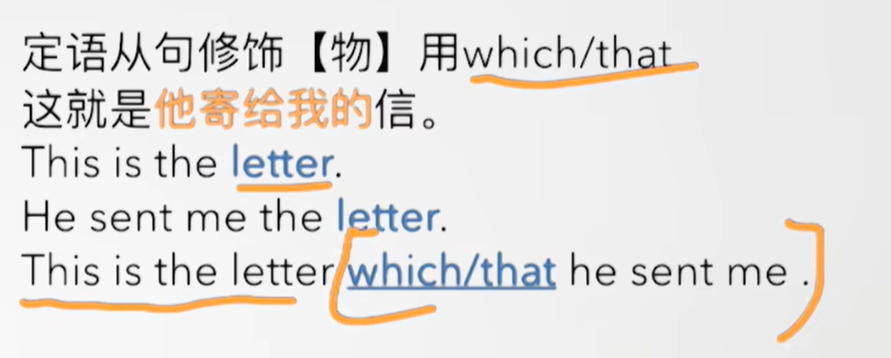 定语从句修饰【物】用which/that
这就是他寄给我的信。
This is the letter.
He sent me the letter.
This is the letter which/that he sent me .